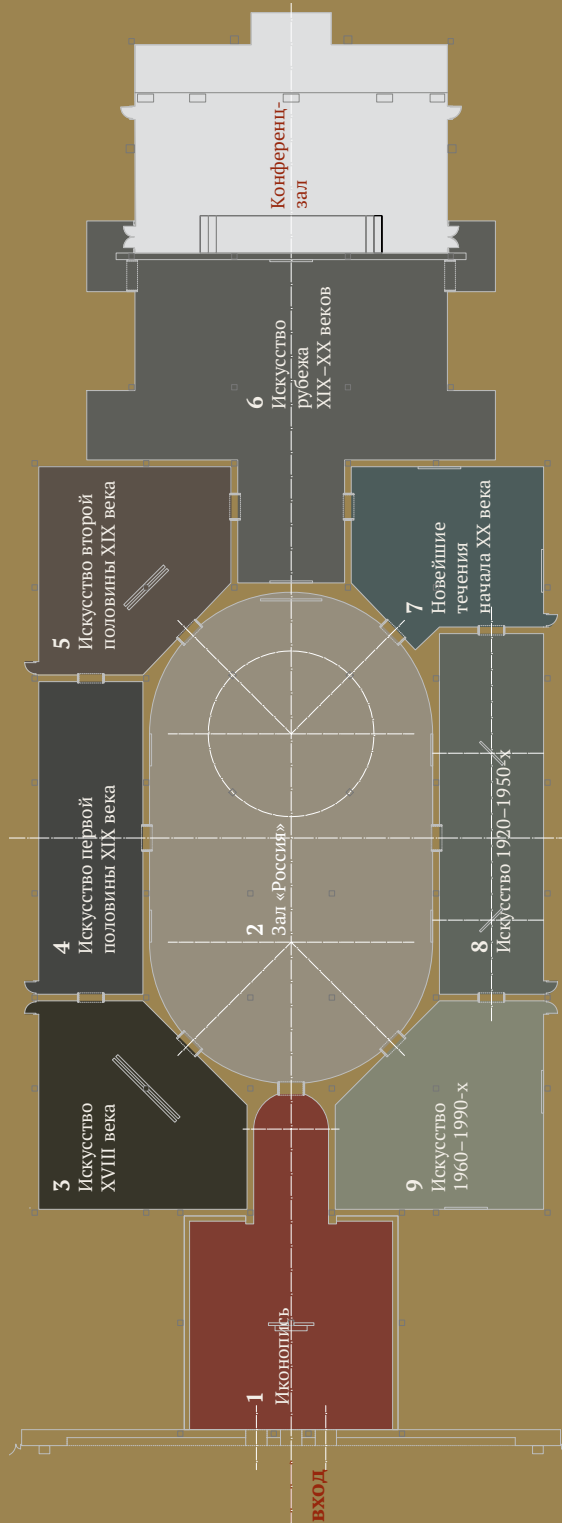 вход
1
Иконопись
2
Зал «Россия»
3
Искусство
XVIII века
4
Искусство первой
половины XIX века
5
Искусство второй
половины XIX века
6
Искусство
рубежа
XIX–XX веков
7
Новейшие
течения
начала XX века
8
Искусство 1920–1950-х
9
Искусство
1960–1990-х
Конференц-
зал